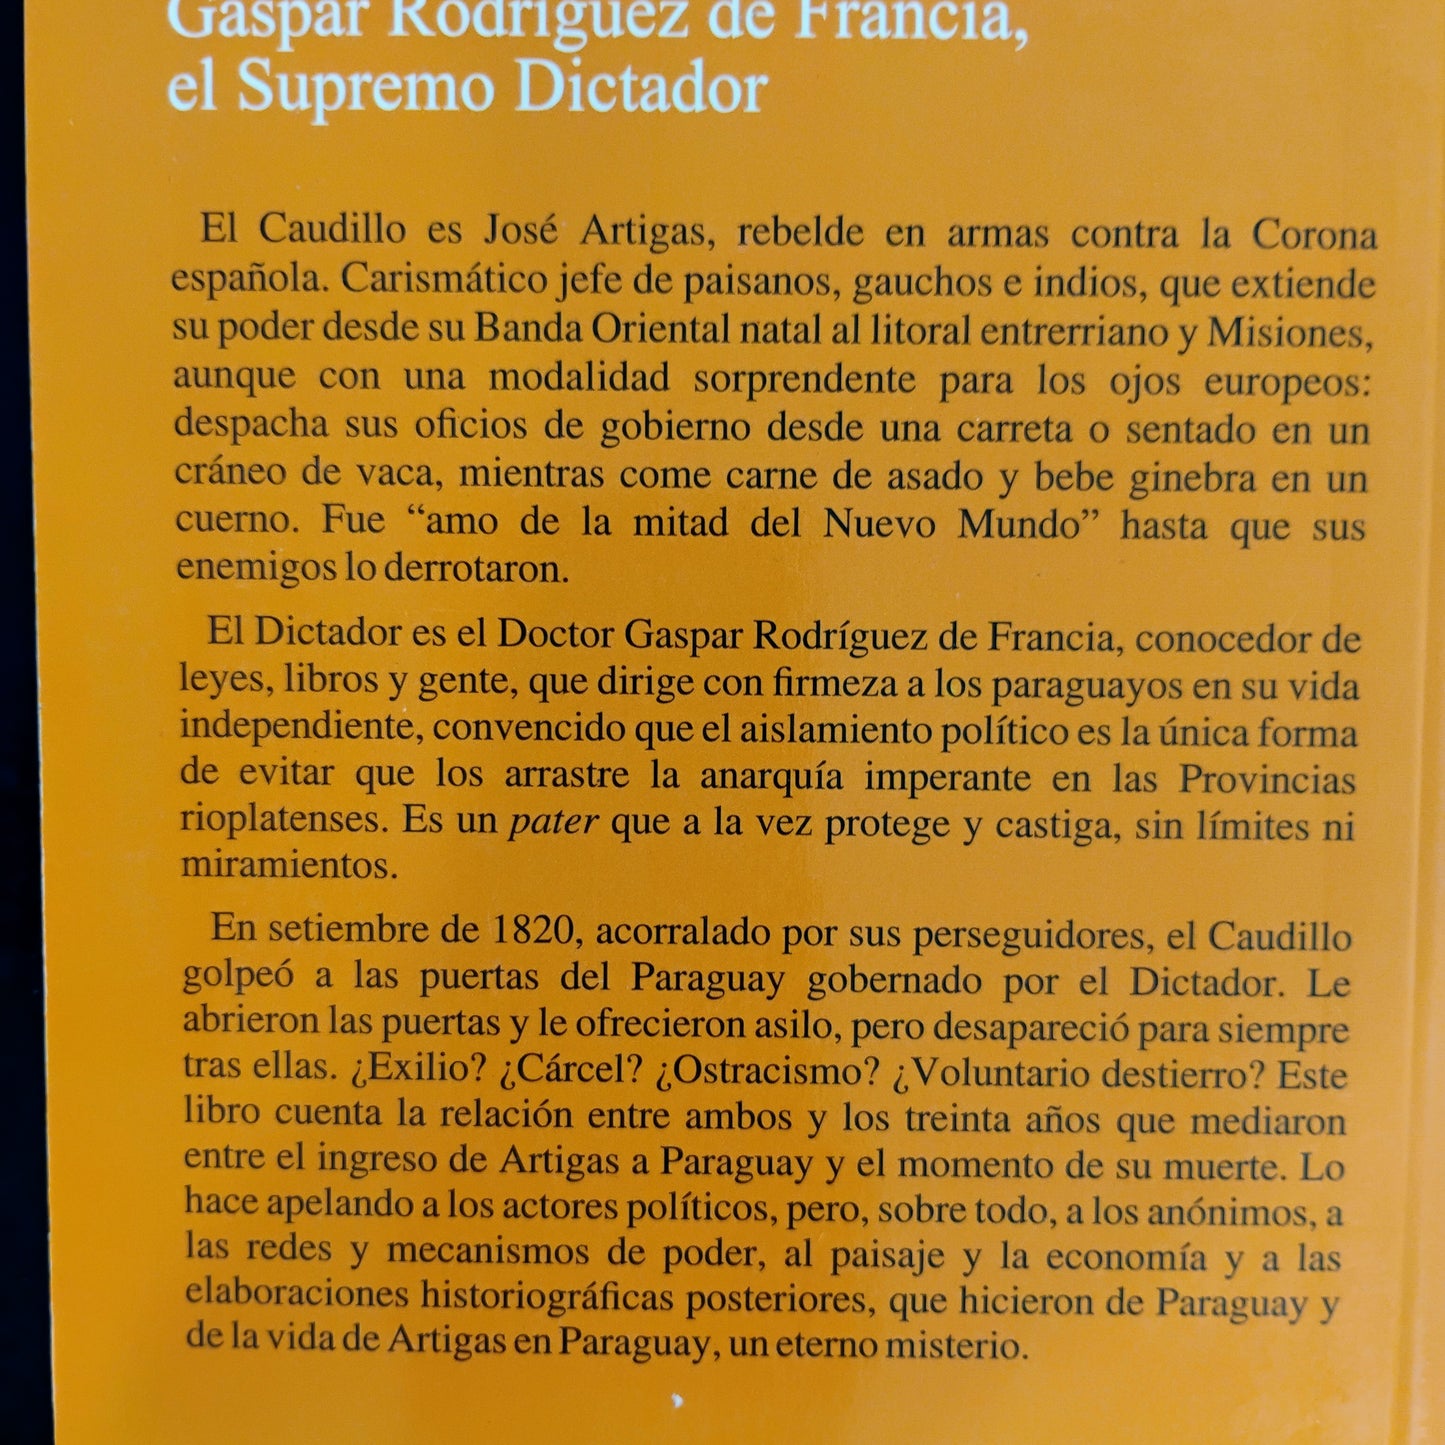 Gaspar Rodríguez de Francia,
el Supremo Dictador
El Caudillo es José Artigas, rebelde en armas contra la Corona
española. Carismático jefe de paisanos, gauchos e indios, que extiende
su poder desde su Banda Oriental natal al litoral entrerriano y Misiones,
aunque con una modalidad sorprendente para los ojos europeos:
despacha sus oficios de gobierno desde una carreta o sentado en un
cráneo de vaca, mientras come carne de asado y bebe ginebra en un
cuerno. Fue “amo de la mitad del Nuevo Mundo” hasta que sus
enemigos lo derrotaron.
El Dictador es el Doctor Gaspar Rodríguez de Francia, conocedor de
leyes, libros y gente, que dirige con firmeza a los paraguayos en su vida
independiente, convencido que el aislamiento político es la única forma
de evitar que los arrastre la anarquía imperante en las Provincias
rioplatenses. Es un pater que a la vez protege y castiga, sin límites ni
miramientos.
En setiembre de 1820, acorralado por sus perseguidores, el Caudillo
golpeó a las puertas del Paraguay gobernado por el Dictador. Le
abrieron las puertas y le ofrecieron asilo, pero desapareció para siempre
tras ellas. ¿Exilio? ¿Cárcel? ¿Ostracismo? ¿Voluntario destierro? Este
libro cuenta la relación entre ambos y los treinta años que mediaron
entre el ingreso de Artigas a Paraguay y el momento de su muerte. Lo
hace apelando a los actores políticos, pero, sobre todo, a los anónimos, a
las redes y mecanismos de poder, al paisaje y la economía y a las
elaboraciones historiográficas posteriores, que hicieron de Paraguay y
de la vida de Artigas en Paraguay, un eterno misterio.